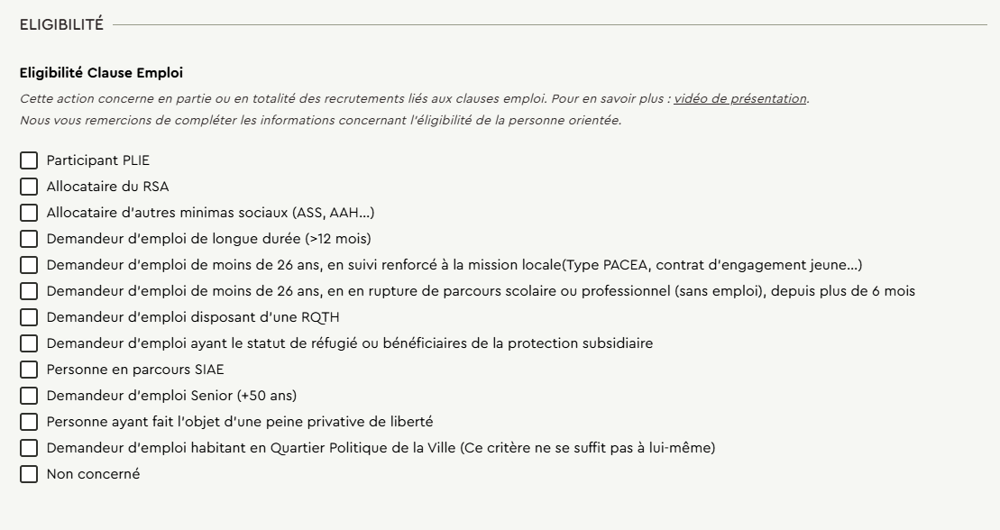 ELIGIBILITÉ
Eligibilité Clause Emploi
Cette action concerne en partie ou en totalité des recrutements liés aux clauses emploi. Pour en savoir plus : vidéo de présentation.
Nous vous remercions de compléter les informations concernant l'éligibilité de la personne orientée.
Participant PLIE
Allocataire du RSA
Allocataire d'autres minimas sociaux (ASS, AAH...)
Demandeur d'emploi de longue durée (>12 mois)
Demandeur d'emploi de moins de 26 ans, en suivi renforcé à la mission locale(Type PACEA, contrat d'engagement jeune...)
Demandeur d'emploi de moins de 26 ans, en en rupture de parcours scolaire ou professionnel (sans emploi), depuis plus de 6 mois
Demandeur d'emploi disposant d'une RQTH
Demandeur d'emploi ayant le statut de réfugié ou bénéficiaires de la protection subsidiaire
Personne en parcours SIAE
Demandeur d'emploi Senior (+50 ans)
Personne ayant fait l'objet d'une peine privative de liberté
Demandeur d'emploi habitant en Quartier Politique de la Ville (Ce critère ne se suffit pas à lui-même)
Non concerné